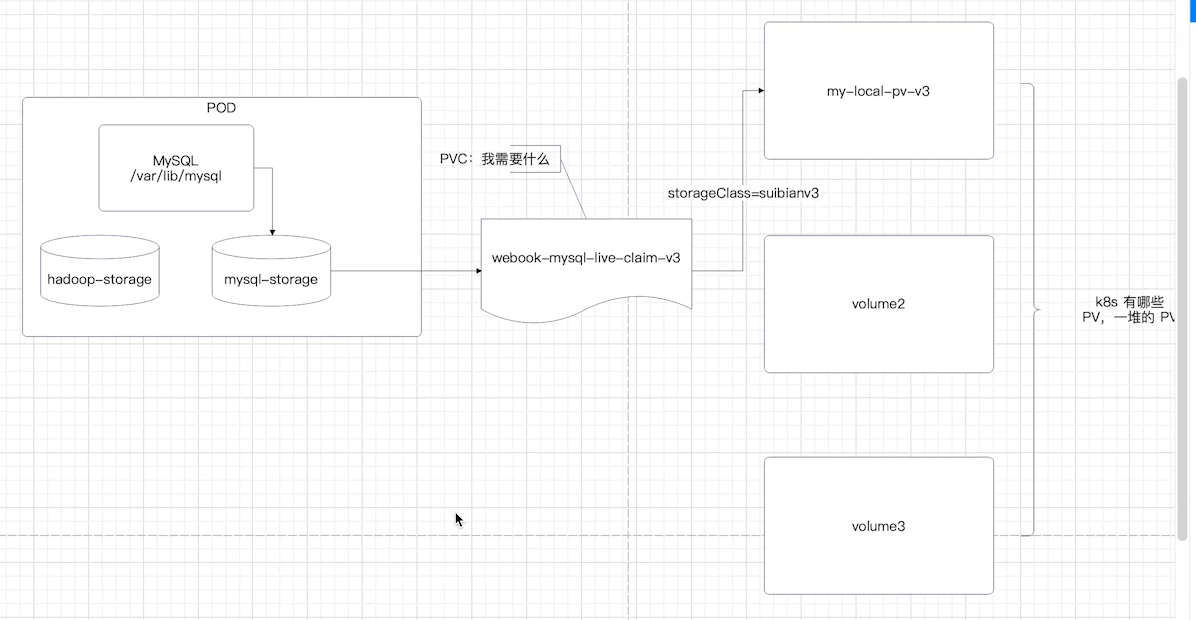 POD
MySQL
/var/lib/mysql
hadoop-storage
mysql-storage
PVC：我需要什么
webook-mysql-live-claim-v3
storageClass=suibianv3
my-local-pv-v3
volume2
volume3
k8s 有哪些
PV，一堆的 PV